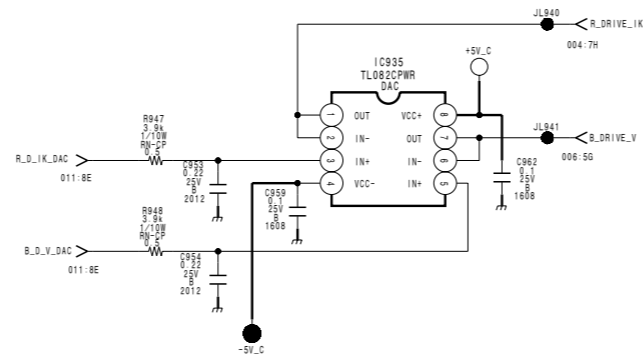 JL940
R_DRIVE_IK
004:7H
+5V_C
IC935
TL082CPWR
DAC
1 OUT VCC+ 8
2 IN- OUT 7
3 IN+ IN- 6
4 VCC- IN+ 5
JL941
B_DRIVE_V
006:5G
R947
3.9k
1/10W
RN-CP
0.5
R_D_IK_DAC
011:8E
C953
0.22
25V
B
2012
C959
0.1
25V
B
1608
C962
0.1
25V
B
1608
R948
3.9k
1/10W
RN-CP
0.5
B_D_V_DAC
011:8E
C954
0.22
25V
B
2012
-5V_C